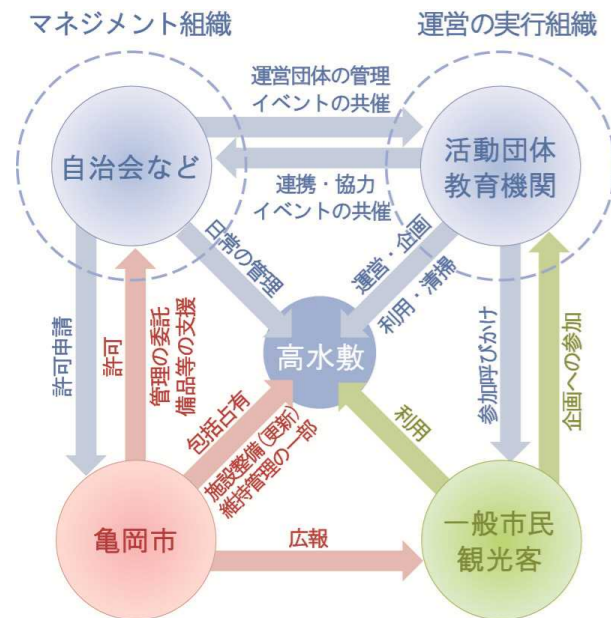 マネジメント組織
運営の実行組織
運営団体の管理
イベントの共催
自治会など
活動団体
教育機関
連携・協力
イベントの共催
日常の管理
運営・企画
利用・清掃
高水敷
許可申請
許可
管理の委託
備品等の支援
包括占有
施設整備(更新)
維持管理の一部
利用
参加呼びかけ
企画への参加
亀岡市
広報
一般市民
観光客